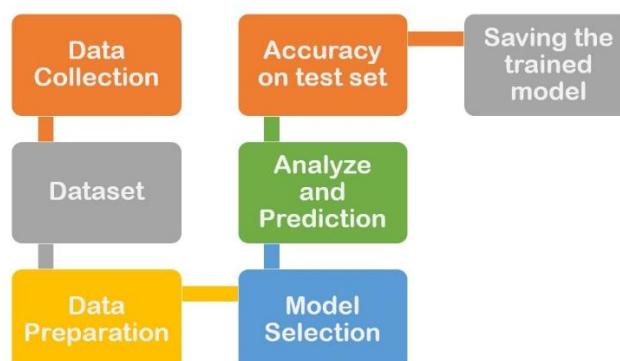 Data
Collection
Dataset
Data
Preparation
Model
Selection
Analyze
and
Prediction
Accuracy
on test set
Saving the
trained
model